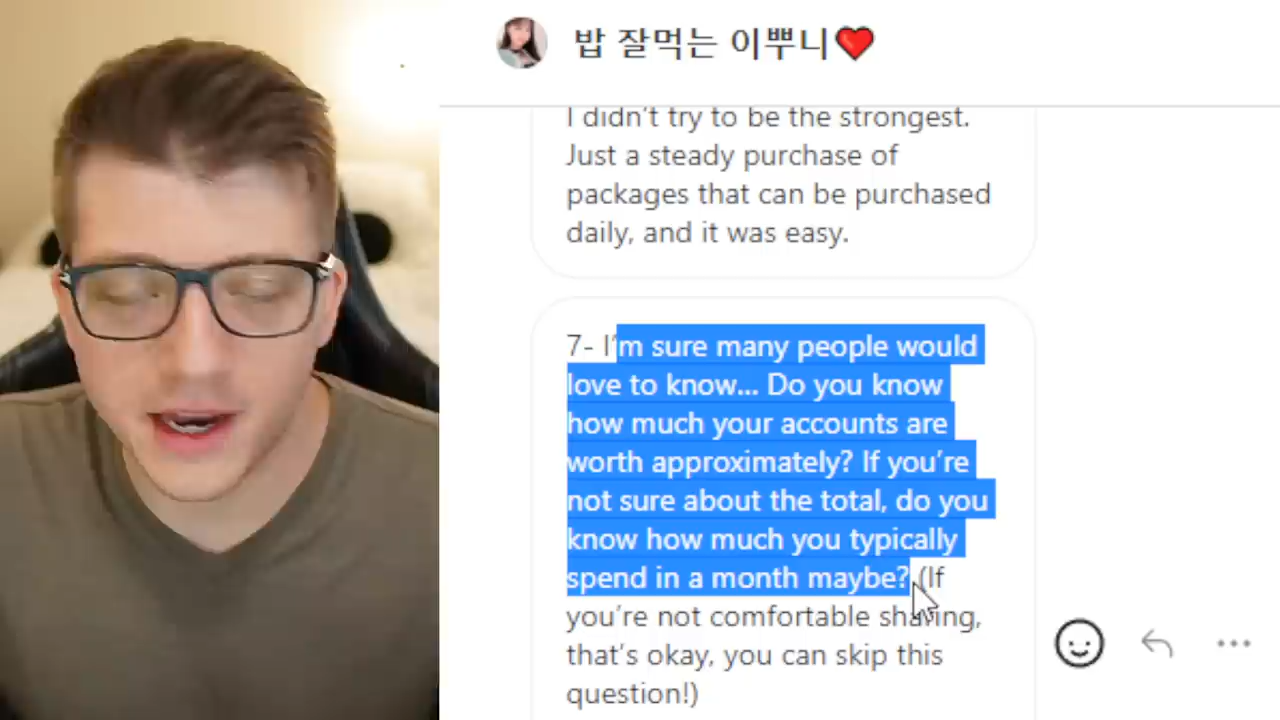 밥 잘먹는 이뿌니❤️
I didn't try to be the strongest.
Just a steady purchase of
packages that can be purchased
daily, and it was easy.
7- I'm sure many people would
love to know... Do you know
how much your accounts are
worth approximately? If you're
not sure about the total, do you
know how much you typically
spend in a month maybe? (If
you're not comfortable sharing,
that's okay, you can skip this
question!)